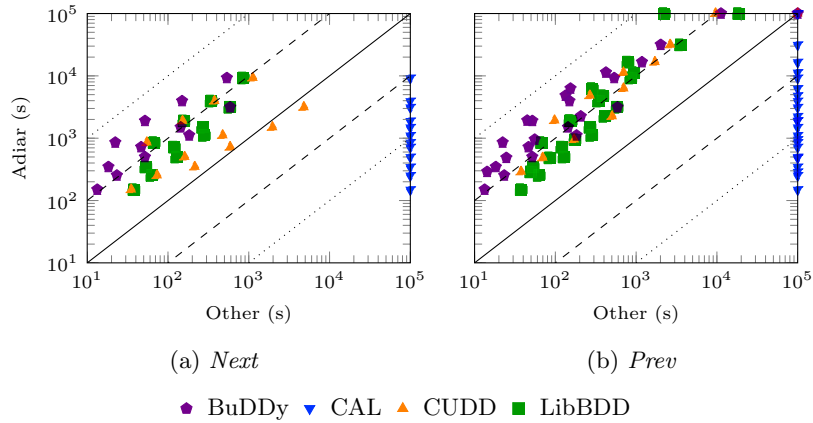 10^5
10^4
10^3
10^2
10^1
Adiar (s)
10^1 10^2 10^3 10^4 10^5
Other (s)
(a) Next
10^1 10^2 10^3 10^4 10^5
Other (s)
(b) Prev
BuDDy CAL CUDD LibBDD